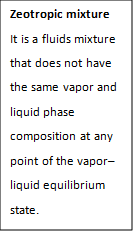 Zeotropic mixture
It is a fluids mixture
that does not have
the same vapor and
liquid phase
composition at any
point of the vapor–
liquid equilibrium
state.